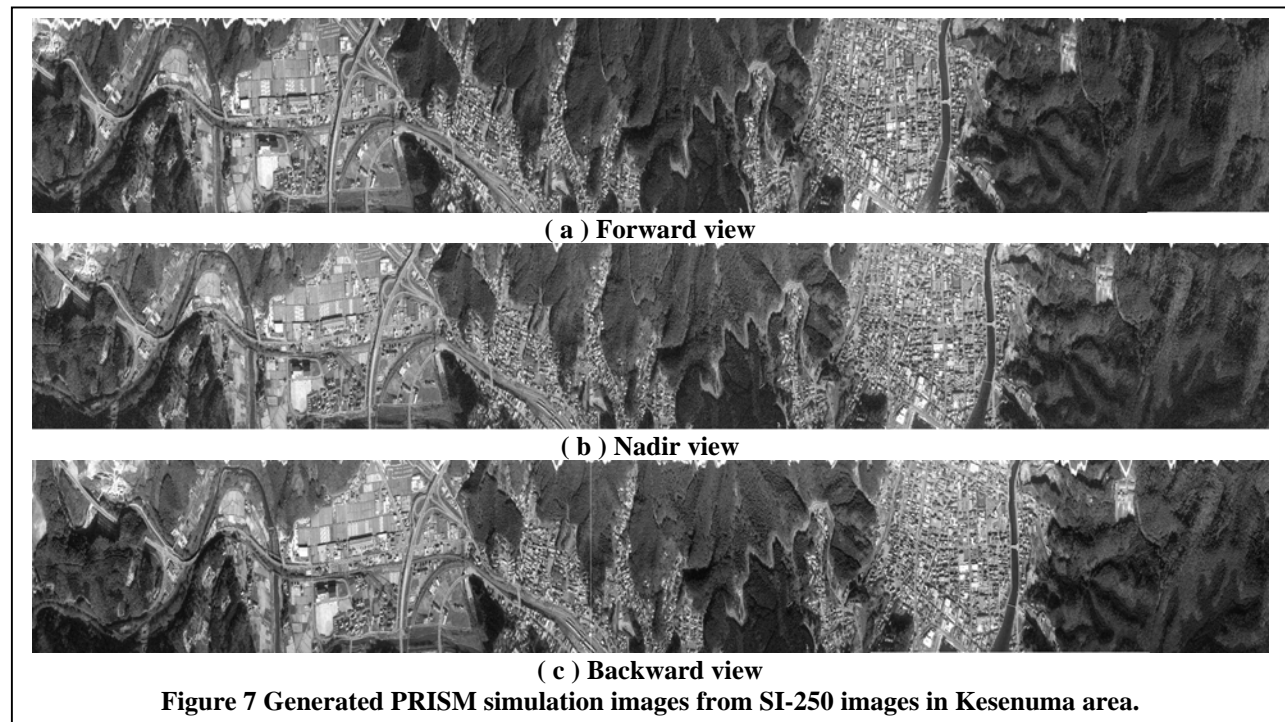 ( a ) Forward view
( b ) Nadir view
( c ) Backward view
Figure 7 Generated PRISM simulation images from SI-250 images in Kesenuma area.